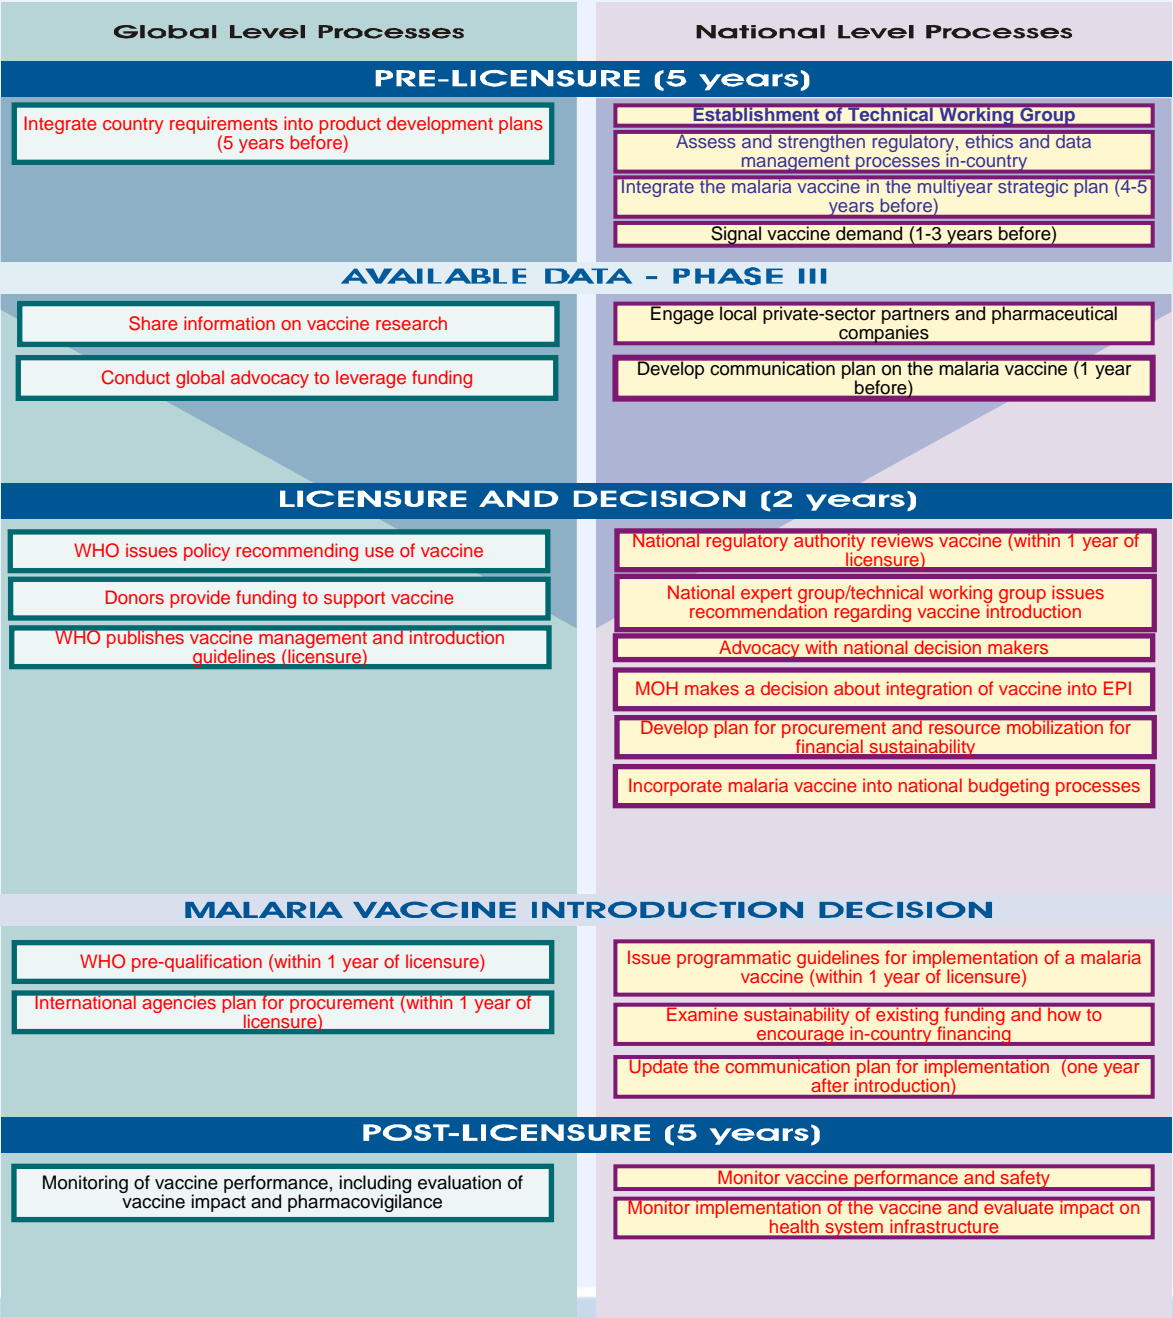 Global Level Processes
National Level Processes
PRE-LICENSURE (5 years)
Integrate country requirements into product development plans
(5 years before)
Establishment of Technical Working Group
Assess and strengthen regulatory, ethics and data
management processes in-country
Integrate the malaria vaccine in the multiyear strategic plan (4-5
years before)
Signal vaccine demand (1-3 years before)
AVAILABLE DATA - PHASE III
Share information on vaccine research
Conduct global advocacy to leverage funding
Engage local private-sector partners and pharmaceutical
companies
Develop communication plan on the malaria vaccine (1 year
before)
LICENSURE AND DECISION (2 years)
WHO issues policy recommending use of vaccine
Donors provide funding to support vaccine
WHO publishes vaccine management and introduction
guidelines (licensure)
National regulatory authority reviews vaccine (within 1 year of
licensure)
National expert group/technical working group issues
recommendation regarding vaccine introduction
Advocacy with national decision makers
MOH makes a decision about integration of vaccine into EPI
Develop plan for procurement and resource mobilization for
financial sustainability
Incorporate malaria vaccine into national budgeting processes
MALARIA VACCINE INTRODUCTION DECISION
WHO pre-qualification (within 1 year of licensure)
International agencies plan for procurement (within 1 year of
licensure)
Issue programmatic guidelines for implementation of a malaria
vaccine (within 1 year of licensure)
Examine sustainability of existing funding and how to
encourage in-country financing
Update the communication plan for implementation  (one year
after introduction)
POST-LICENSURE (5 years)
Monitoring of vaccine performance, including evaluation of
vaccine impact and pharmacovigilance
Monitor vaccine performance and safety
Monitor implementation of the vaccine and evaluate impact on
health system infrastructure